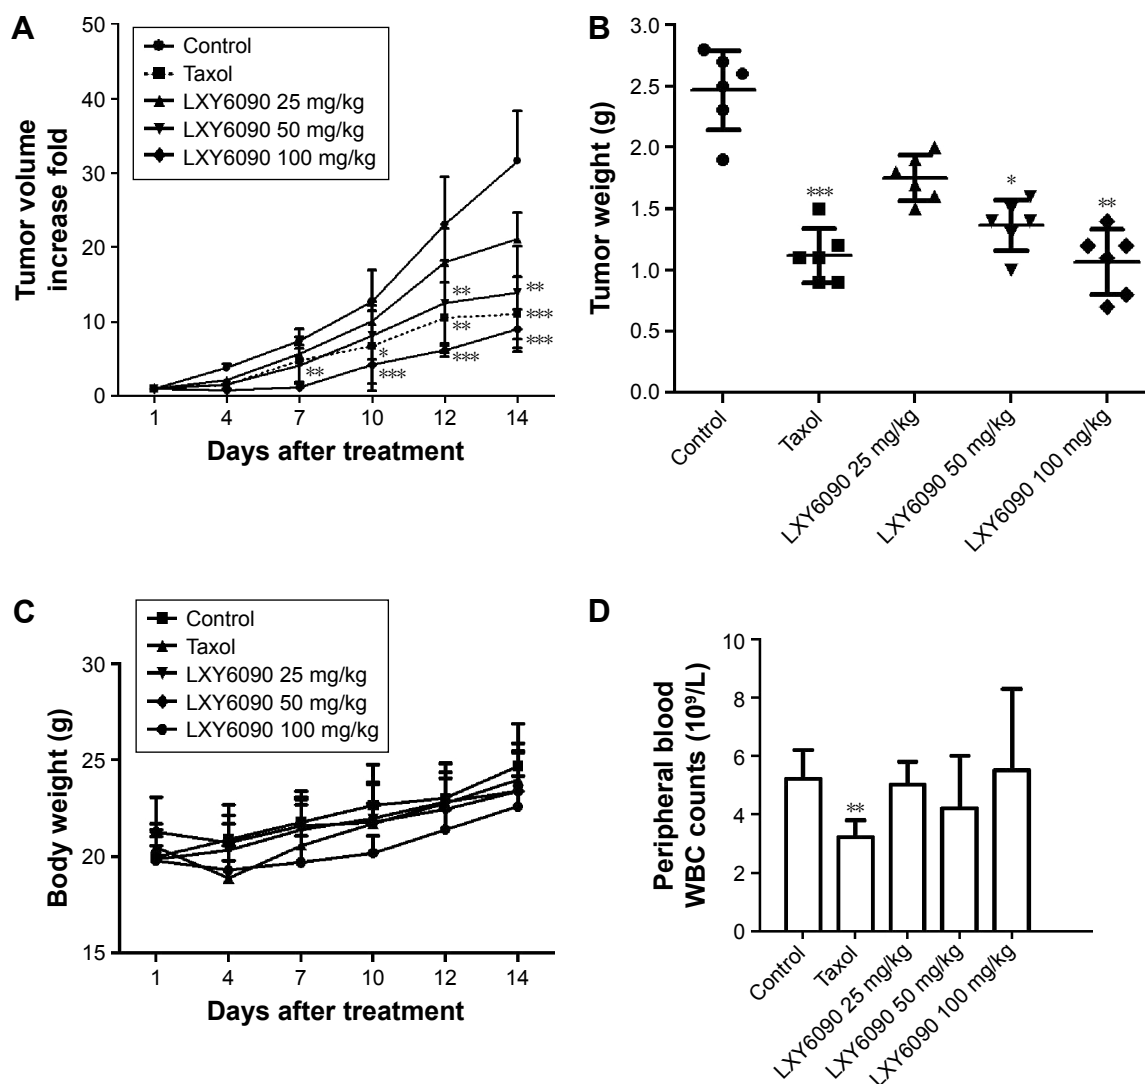 A
50
40
30
20
10
0
Tumor volume
increase fold
Control
Taxol
LXY6090 25 mg/kg
LXY6090 50 mg/kg
LXY6090 100 mg/kg
**
**
*
***
**
**
***
**
***
***
1 4 7 10 12 14
Days after treatment
B
3.0
2.5
2.0
1.5
1.0
0.5
0.0
Tumor weight (g)
***
*
**
Control
Taxol
LXY6090 25 mg/kg
LXY6090 50 mg/kg
LXY6090 100 mg/kg
C
Control
Taxol
LXY6090 25 mg/kg
LXY6090 50 mg/kg
LXY6090 100 mg/kg
30
25
20
15
Body weight (g)
1 4 7 10 12 14
Days after treatment
D
10
8
6
4
2
0
Peripheral blood
WBC counts (10⁹/L)
**
Control
Taxol
LXY6090 25 mg/kg
LXY6090 50 mg/kg
LXY6090 100 mg/kg